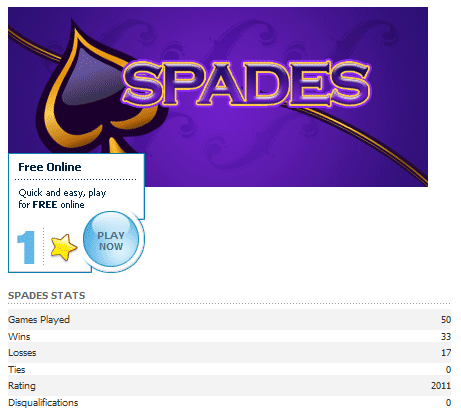 SPADES
Free Online
Quick and easy, play
for FREE online
1
PLAY
NOW
SPADES STATS
Games Played 50
Wins 33
Losses 17
Ties 0
Rating 2011
Disqualifications 0